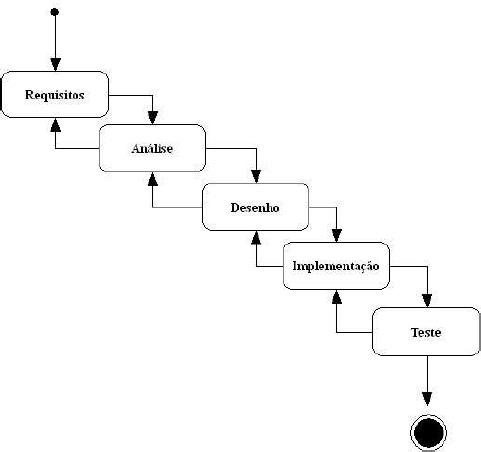 Requisitos
Análise
Desenho
Implementação
Teste